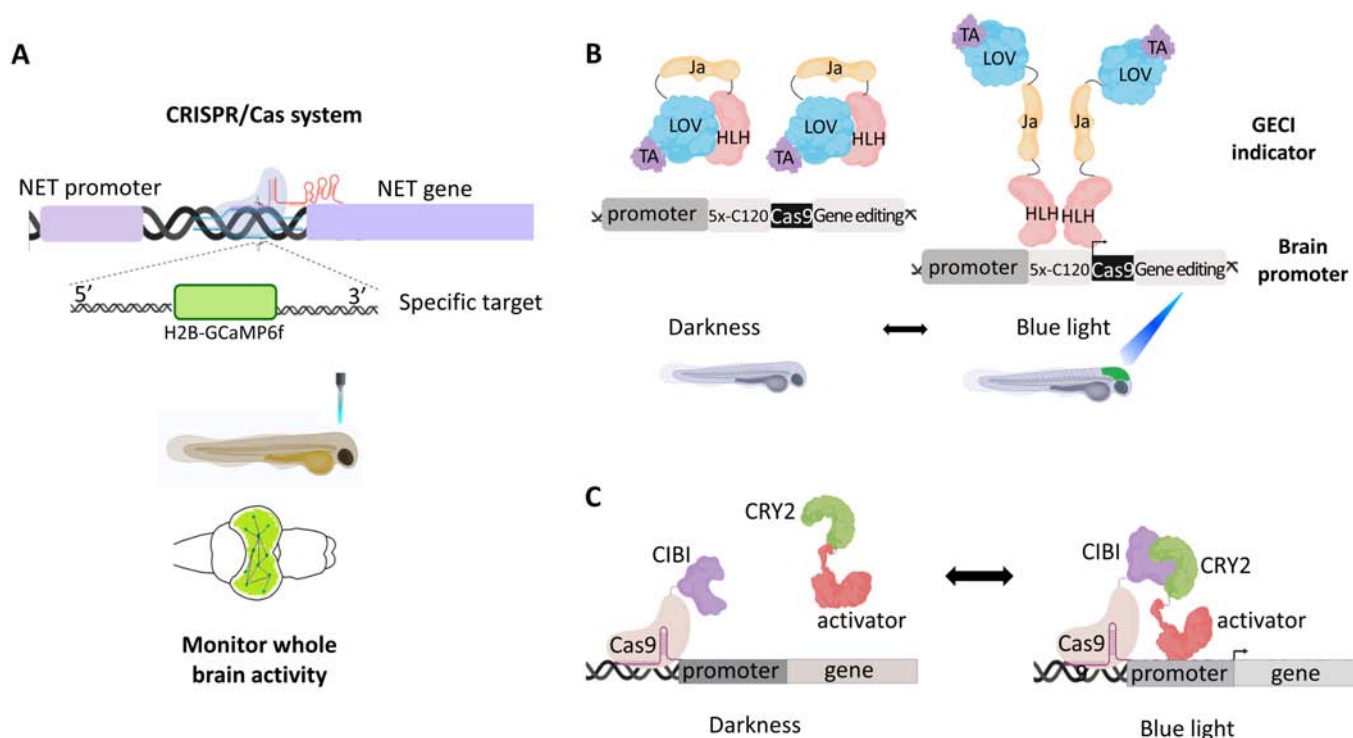 A
CRISPR/Cas system
NET promoter
NET gene
5’
3’
Specific target
H2B-GCaMP6f
Monitor whole
brain activity
B
Ja
LOV
HLH
TA
Ja
LOV
HLH
TA
TA
LOV
TA
LOV
Ja
Ja
HLH
HLH
GECI
indicator
promoter
5x-C120
Cas9
Gene editing
promoter
5x-C120
Cas9
Gene editing
Brain
promoter
Darkness
Blue light
C
CIBI
CRY2
activator
Cas9
promoter
gene
Darkness
CIBI
CRY2
activator
Cas9
9
promoter
gene
Blue light